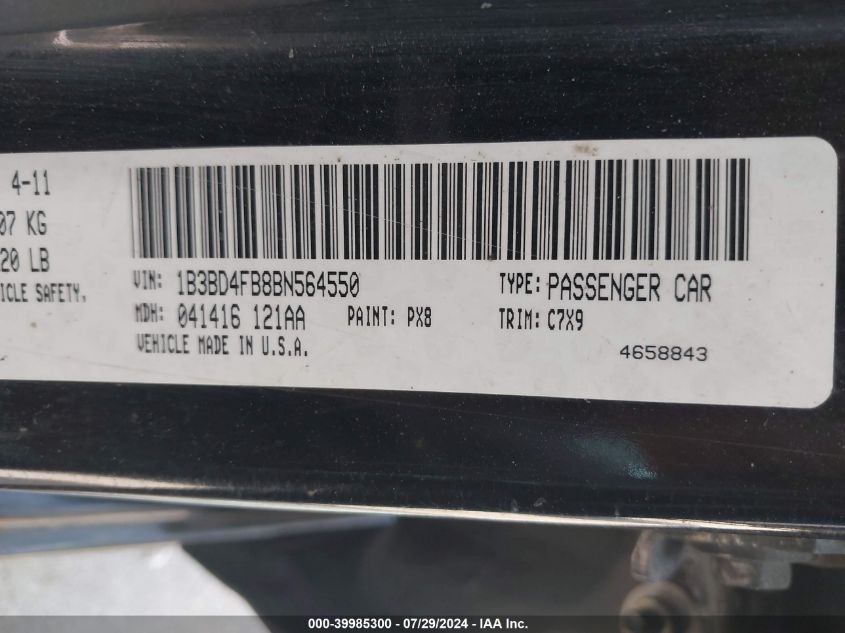 4-11
07 KG
20 LB
ICLE SAFETY.
VIN: 1B3BD4FB8BN564550 TYPE: PASSENGER CAR
MDH: 041416 121AA PAINT: PX8 TRIM: C7X9
VEHICLE MADE IN U.S.A. 4658843
000-39985300 - 07/29/2024 - IAA Inc.